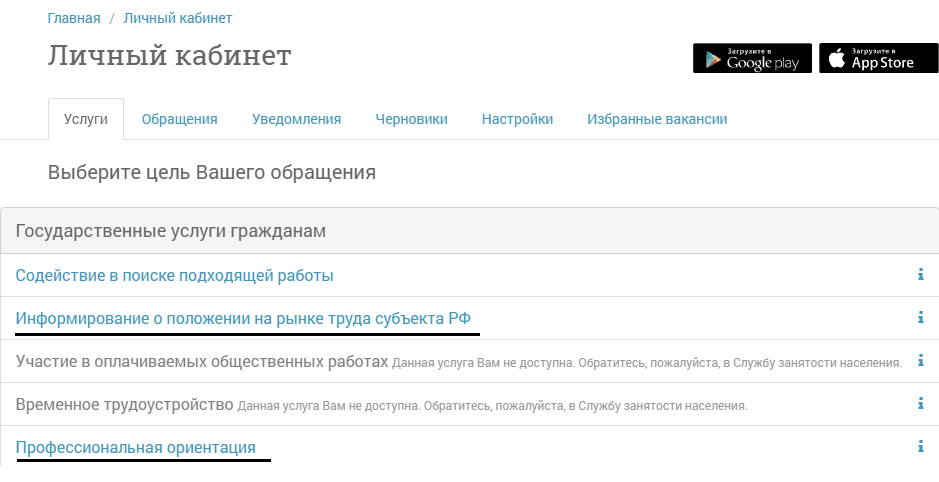 Главная / Личный кабинет
Личный кабинет
Загрузите в
Google play
Загрузите в
App Store
Услуги Обращения Уведомления Черновики Настройки Избранные вакансии
Выберите цель Вашего обращения
Государственные услуги гражданам
Содействие в поиске подходящей работы
Информирование о положении на рынке труда субъекта РФ
Участие в оплачиваемых общественных работах Данная услуга Вам не доступна. Обратитесь, пожалуйста, в Службу занятости населения.
Временное трудоустройство Данная услуга Вам не доступна. Обратитесь, пожалуйста, в Службу занятости населения.
Профессиональная ориентация